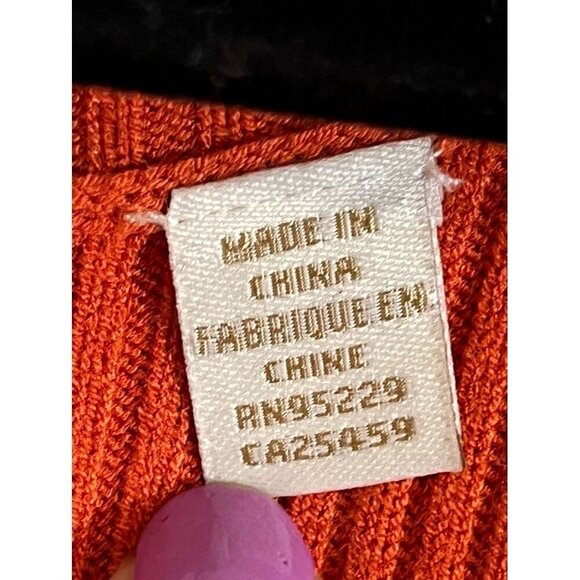 MADE IN
CHINA
FABRIQUE EN
CHINE
RN95229
CA25459